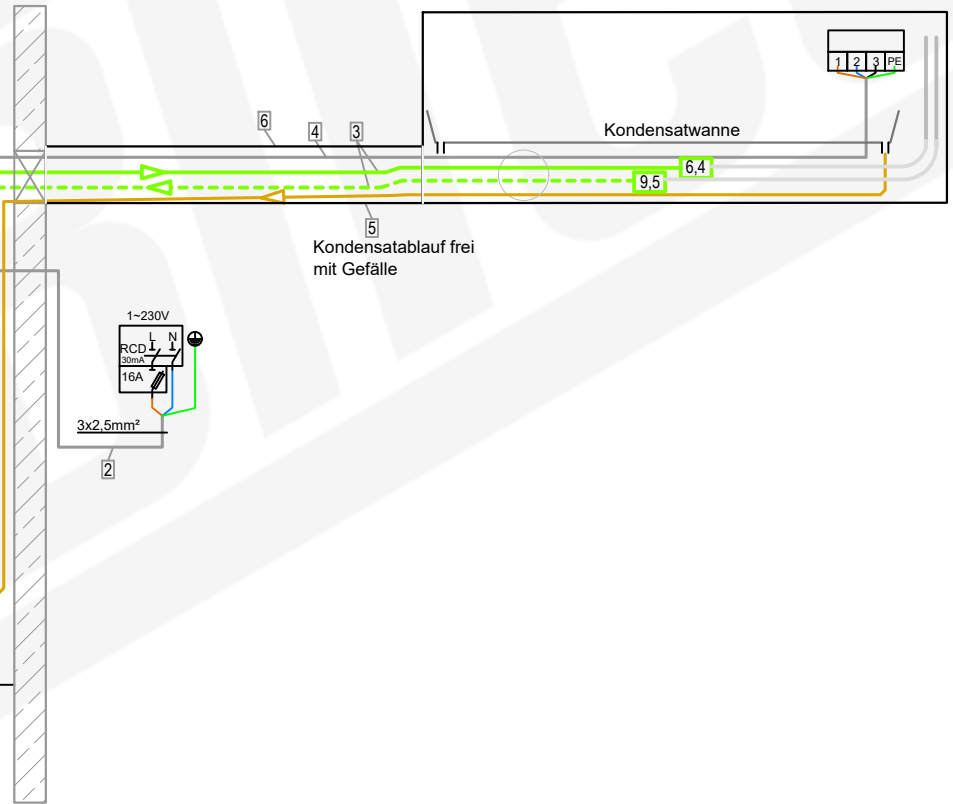 1 2 3 PE
Kondensatwanne
6
4
3
6,4
9,5
5
Kondensatablauf frei
mit Gefälle
1~230V
L N
RCD
30mA
16A
3x2,5mm²
2